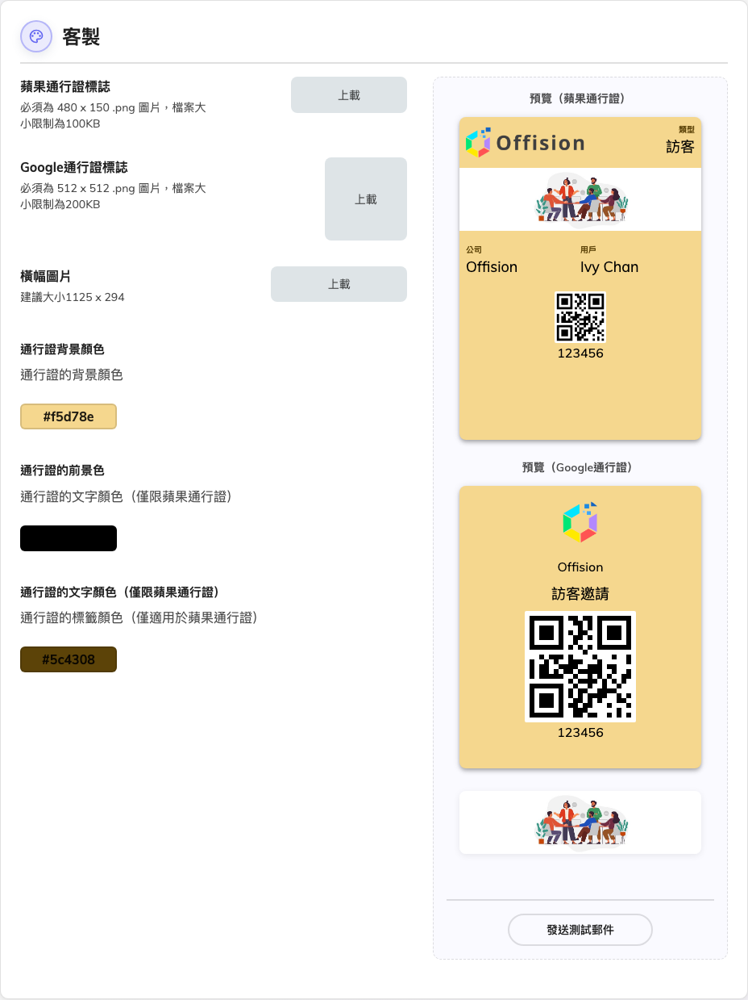 客製
蘋果通行證標誌
必須為 480 x 150 .png 圖片，檔案大
小限制為100KB
上載
Google通行證標誌
必須為 512 x 512 .png 圖片，檔案大
小限制為200KB
上載
橫幅圖片
建議大小1125 x 294
上載
通行證背景顏色
通行證的背景顏色
#f5d78e
通行證的前景色
通行證的文字顏色（僅限蘋果通行證）
通行證的文字顏色（僅限蘋果通行證）
通行證的標籤顏色（僅適用於蘋果通行證）
#5c4308
預覽（蘋果通行證）
Offision
類型
訪客
公司
用戶
Offision
Ivy Chan
123456
預覽（Google通行證）
Offision
訪客邀請
123456
發送測試郵件